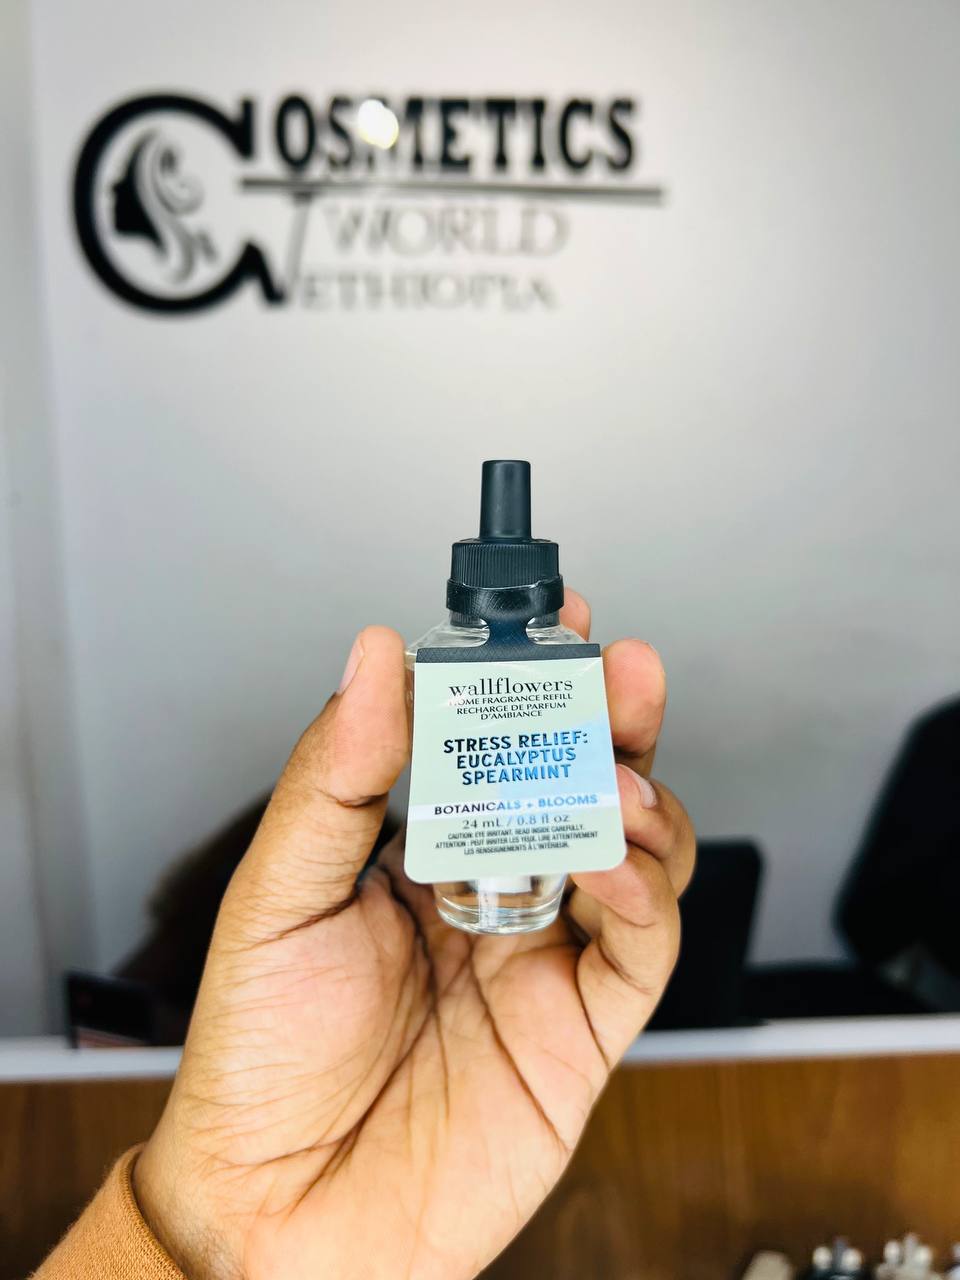 COSMETICS
WORLD
ETHIOPIA
wallflowers
HOME FRAGRANCE REFILL
RECHARGE DE PARFUM
D'AMBIANCE
STRESS RELIEF:
EUCALYPTUS
SPEARMINT
BOTANICALS + BLOOMS
24 mL / 0.8 fl oz
CAUTION: EYE IRRITANT. READ INSIDE CAREFULLY.
ATTENTION : PEUT IRRITER LES YEUX. LIRE ATTENTIVEMENT
LES RENSEIGNEMENTS À L'INTÉRIEUR.